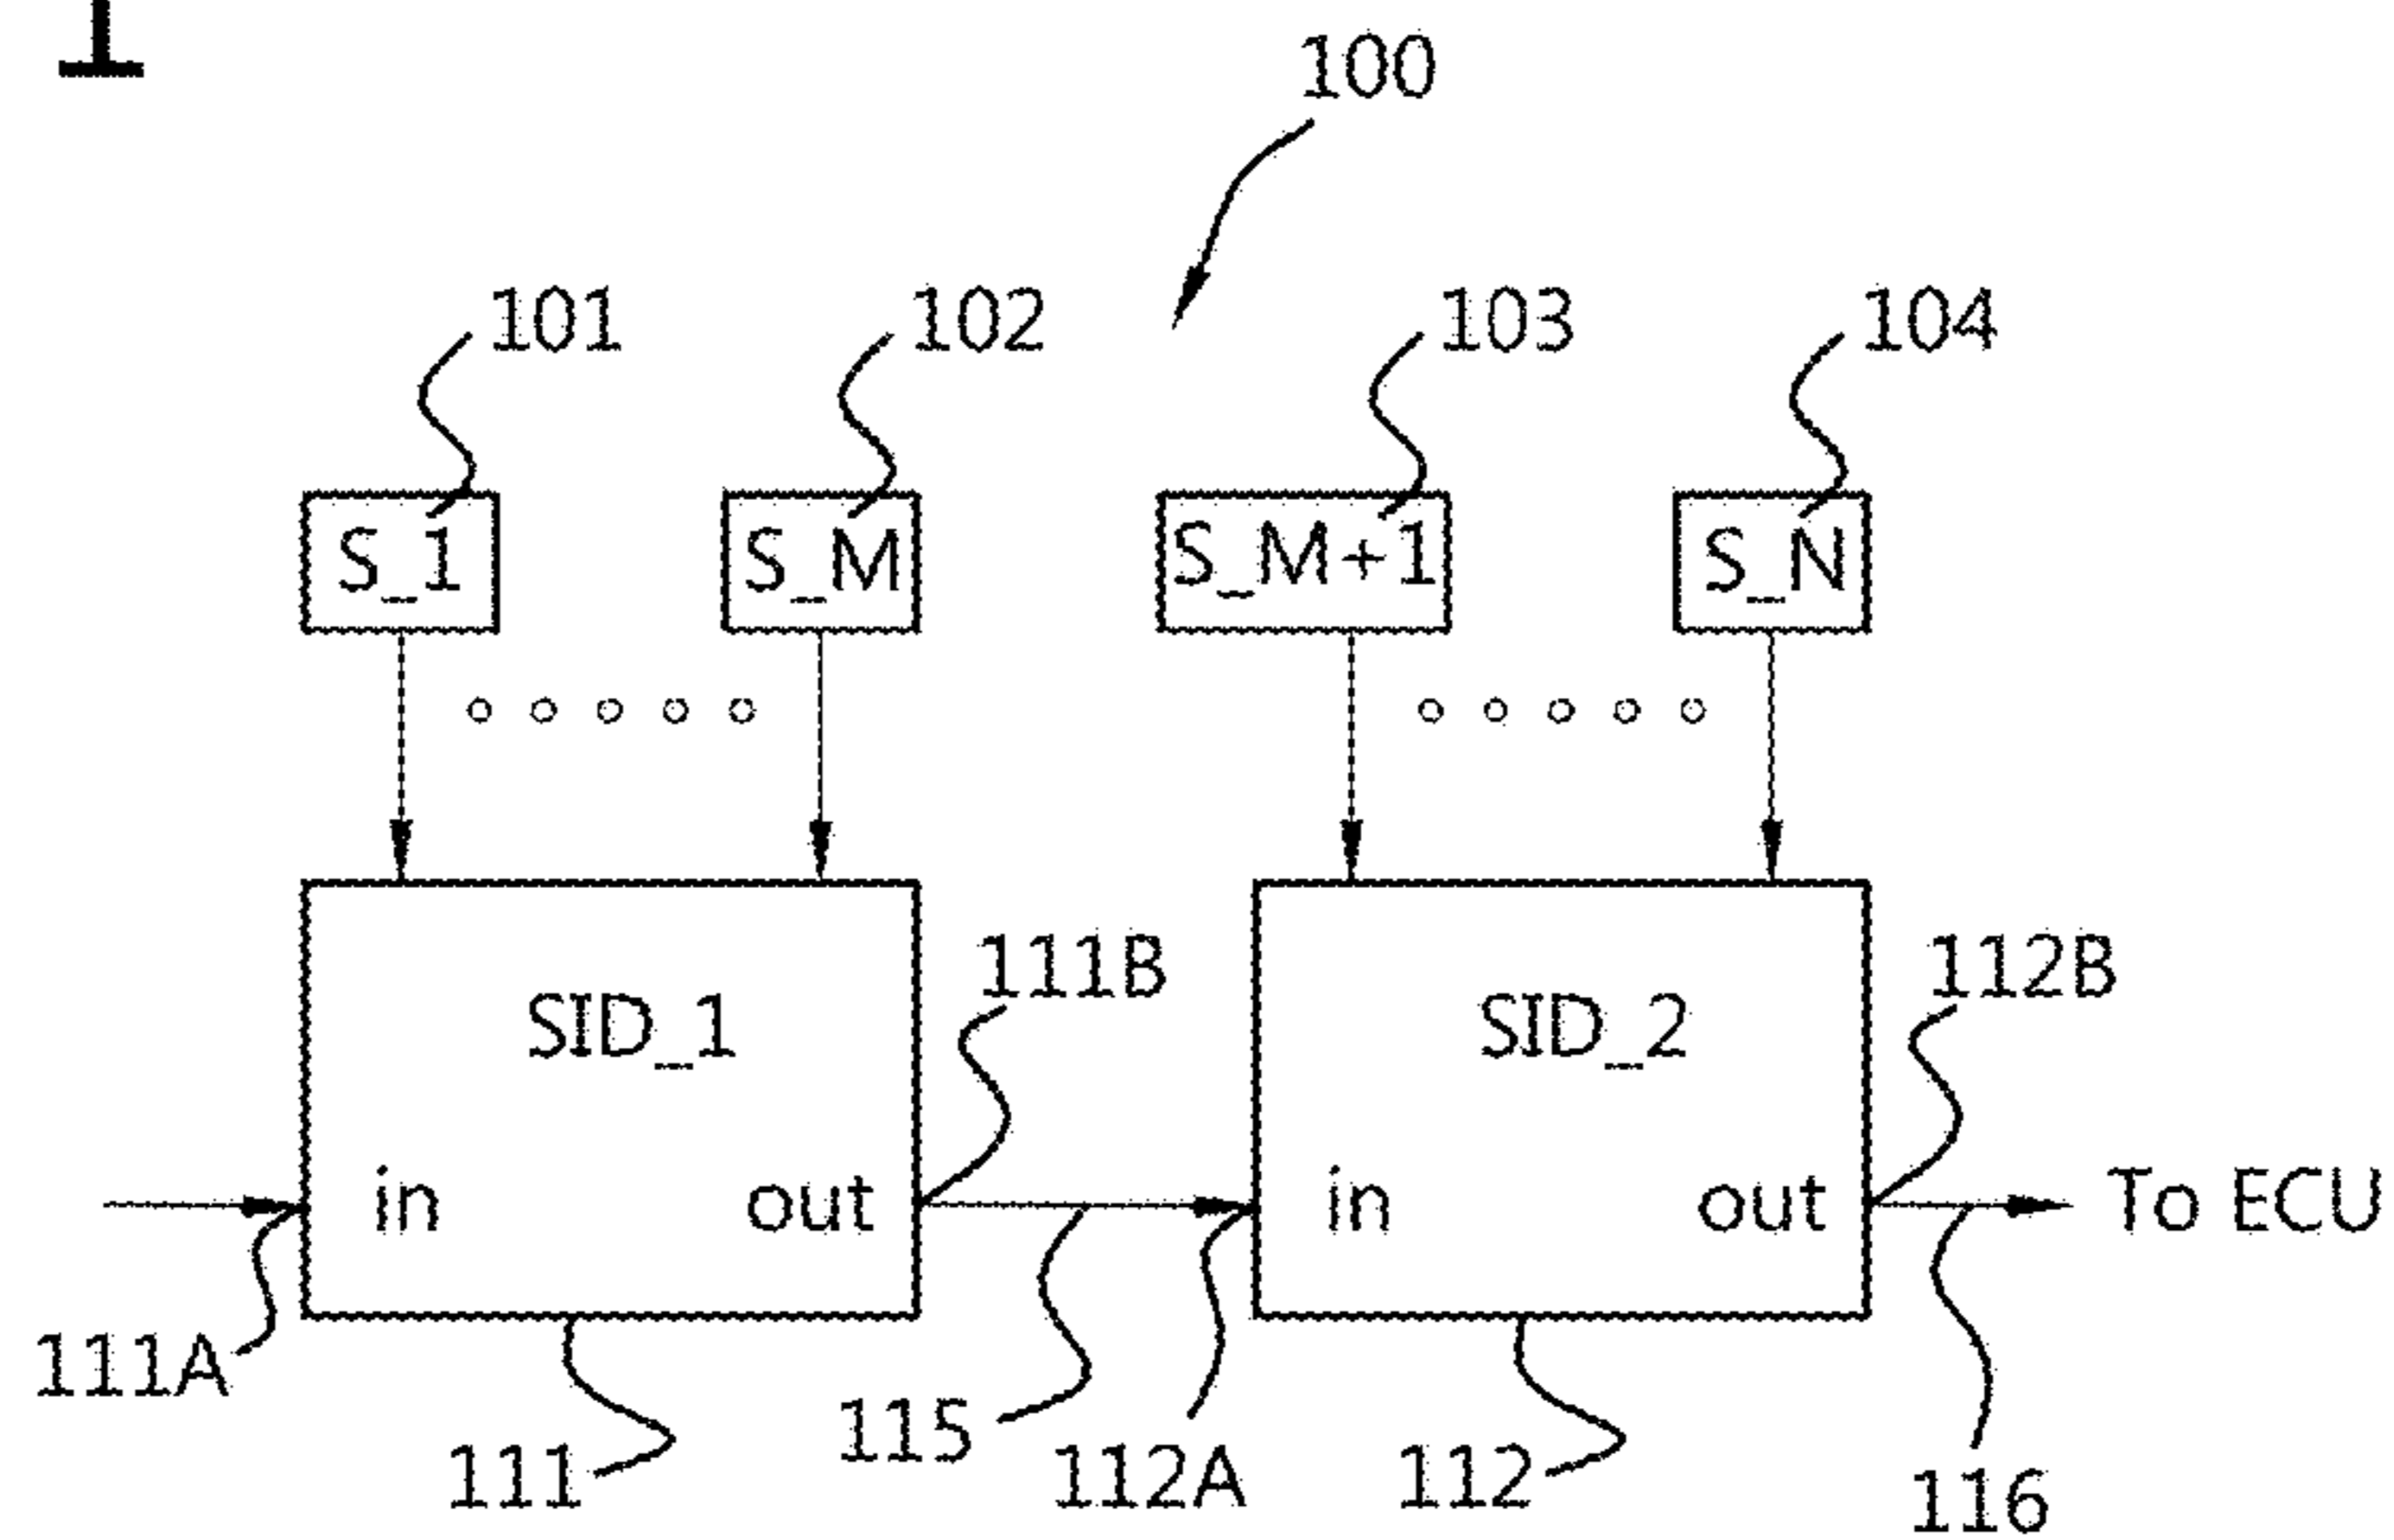 1
100
101 102 103 104
S_1 S_M S_M+1 S_N
111B 112B
SID_1 SID_2
in out in out To ECU
111A
115
111 112A 112 116